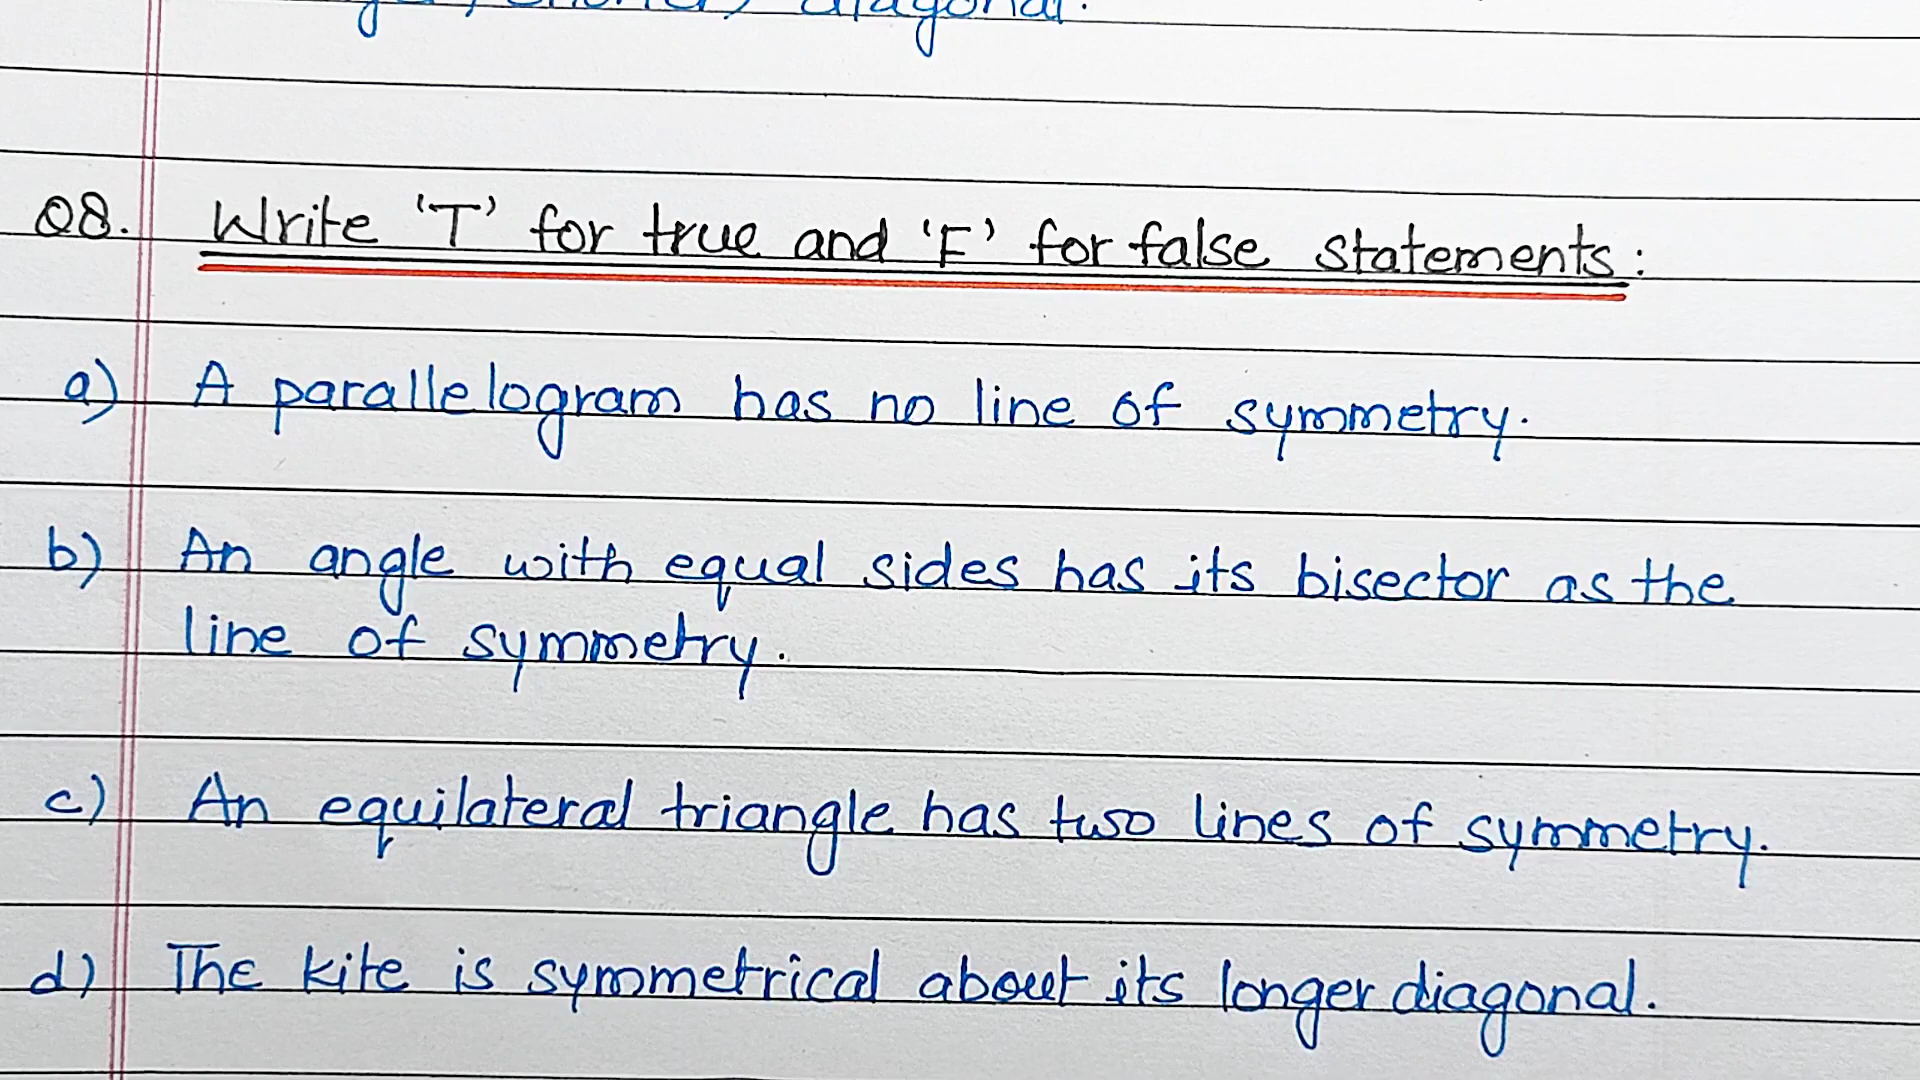 diagonal.
Q8. Write 'T' for true and 'F' for false statements:
a) A parallelogram has no line of symmetry.
b) An angle with equal sides has its bisector as the
line of symmetry.
c) An equilateral triangle has two lines of symmetry.
d) The kite is symmetrical about its longer diagonal.